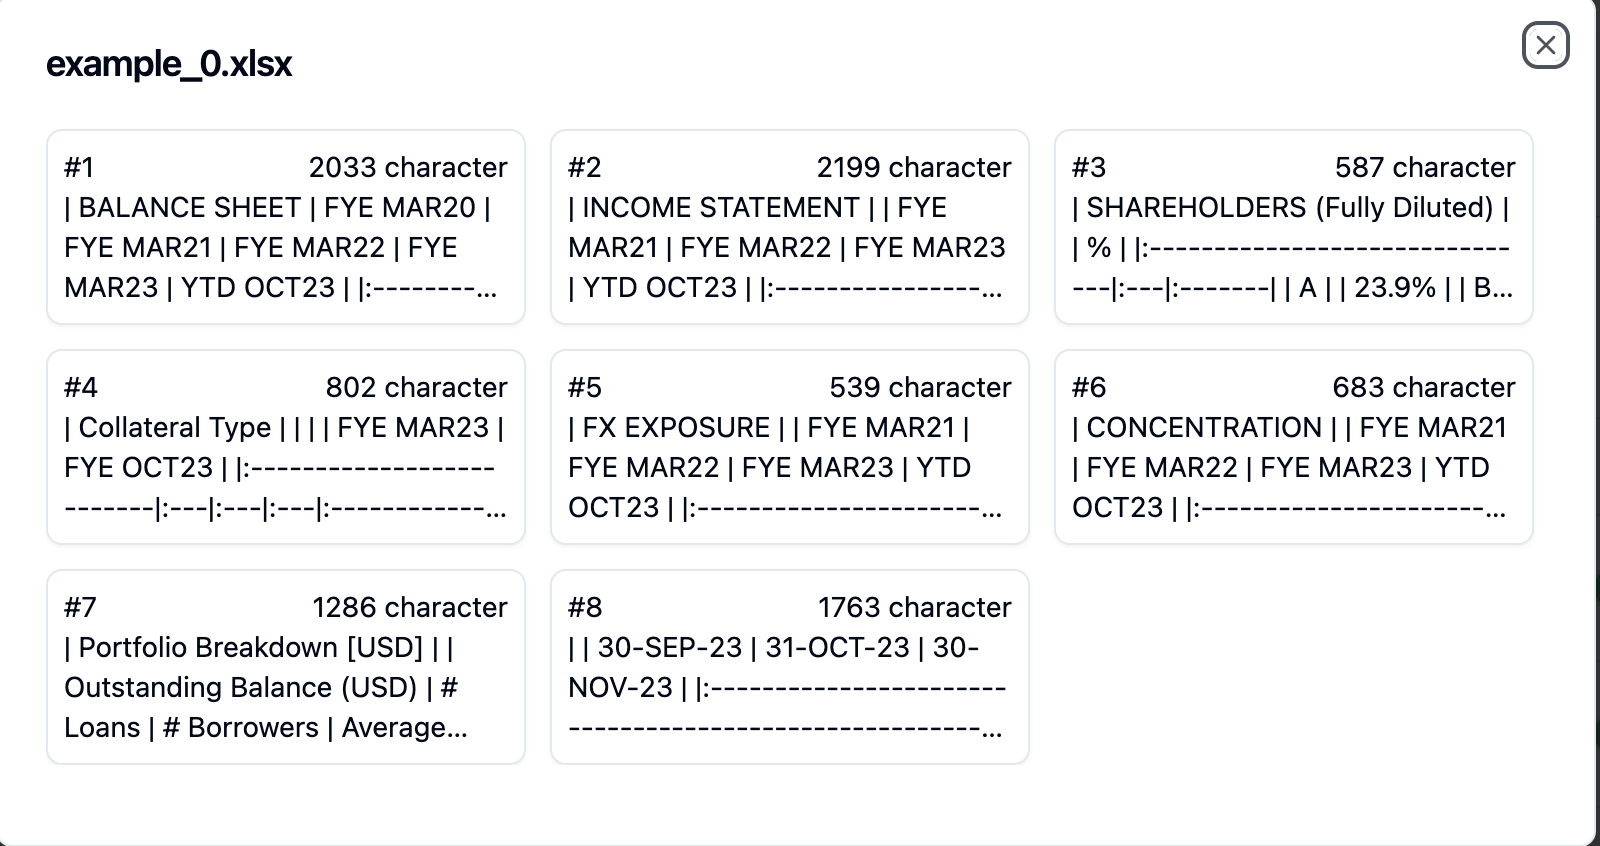 example_0.xlsx
#1 2033 character
| BALANCE SHEET | FYE MAR20 |
FYE MAR21 | FYE MAR22 | FYE
MAR23 | YTD OCT23 | |:--------...
#2 2199 character
| INCOME STATEMENT | | FYE
MAR21 | FYE MAR22 | FYE MAR23
| YTD OCT23 | |:----------------...
#3 587 character
| SHAREHOLDERS (Fully Diluted) |
| % | |:----------------------------
---|:---|:-------| | A | | 23.9% | | B...
#4 802 character
| Collateral Type | | | | FYE MAR23 |
FYE OCT23 | |:-------------------
-------|:---|:---|:---|:------------...
#5 539 character
| FX EXPOSURE | | FYE MAR21 |
FYE MAR22 | FYE MAR23 | YTD
OCT23 | |:----------------------...
#6 683 character
| CONCENTRATION | | FYE MAR21
| FYE MAR22 | FYE MAR23 | YTD
OCT23 | |:----------------------...
#7 1286 character
| Portfolio Breakdown [USD] | |
Outstanding Balance (USD) | #
Loans | # Borrowers | Average...
#8 1763 character
| | 30-SEP-23 | 31-OCT-23 | 30-
NOV-23 | |:-----------------------
--------------------------------...